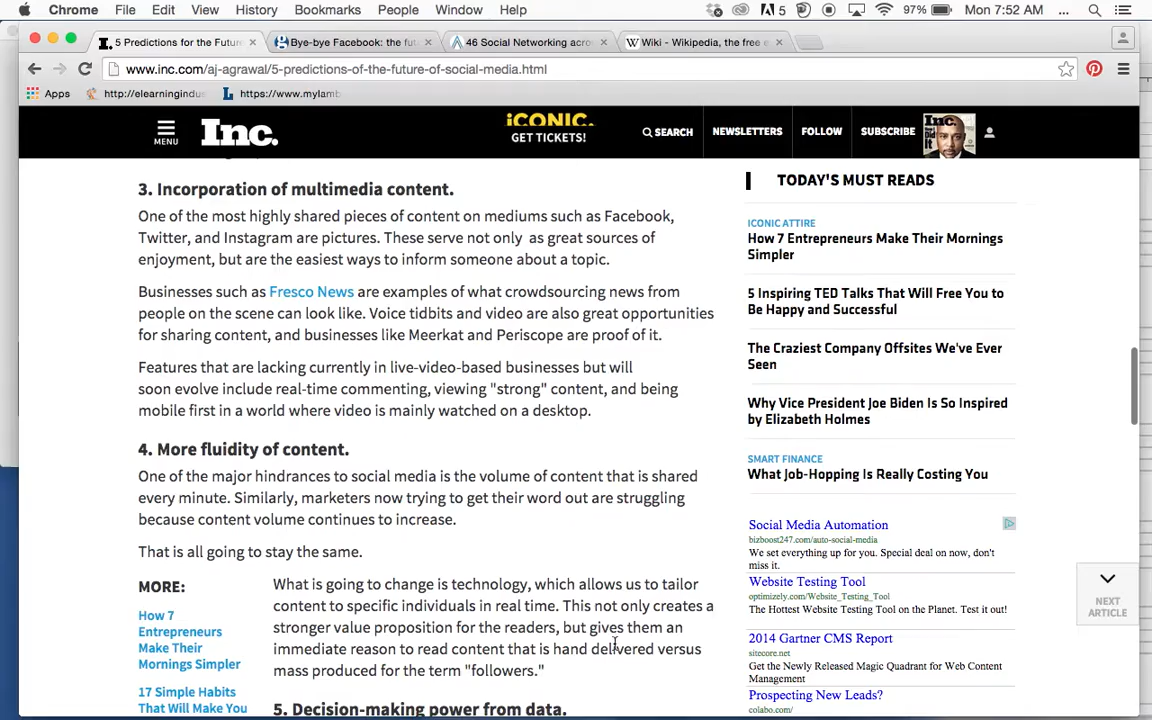 Chrome File Edit View History Bookmarks People Window Help 5 97% Mon 7:52 AM ...
5 Predictions for the Future
Bye-bye Facebook: the fut
46 Social Networking acro
Wiki - Wikipedia, the free e
www.inc.com/aj-agrawal/5-predictions-of-the-future-of-social-media.html
Apps http://elearningindus https://www.mylamb
MENU
Inc.
iCONIC.
GET TICKETS!
SEARCH
NEWSLETTERS
FOLLOW
SUBSCRIBE
Inc.
3. Incorporation of multimedia content.
One of the most highly shared pieces of content on mediums such as Facebook,
Twitter, and Instagram are pictures. These serve not only as great sources of
enjoyment, but are the easiest ways to inform someone about a topic.
Businesses such as Fresco News are examples of what crowdsourcing news from
people on the scene can look like. Voice tidbits and video are also great opportunities
for sharing content, and businesses like Meerkat and Periscope are proof of it.
Features that are lacking currently in live-video-based businesses but will
soon evolve include real-time commenting, viewing "strong" content, and being
mobile first in a world where video is mainly watched on a desktop.
4. More fluidity of content.
One of the major hindrances to social media is the volume of content that is shared
every minute. Similarly, marketers now trying to get their word out are struggling
because content volume continues to increase.
That is all going to stay the same.
MORE:
How 7
Entrepreneurs
Make Their
Mornings Simpler
17 Simple Habits
That Will Make You
What is going to change is technology, which allows us to tailor
content to specific individuals in real time. This not only creates a
stronger value proposition for the readers, but gives them an
immediate reason to read content that is hand delivered versus
mass produced for the term "followers."
5. Decision-making power from data.
TODAY'S MUST READS
ICONIC ATTIRE
How 7 Entrepreneurs Make Their Mornings
Simpler
5 Inspiring TED Talks That Will Free You to
Be Happy and Successful
The Craziest Company Offsites We've Ever
Seen
Why Vice President Joe Biden Is So Inspired
by Elizabeth Holmes
SMART FINANCE
What Job-Hopping Is Really Costing You
Social Media Automation
bizboost247.com/auto-social-media
We set everything up for you. Special deal on now, don't
miss it.
Website Testing Tool
optimizely.com/Website_Testing_Tool
The Hottest Website Testing Tool on the Planet. Test it out!
2014 Gartner CMS Report
sitecore.net
Get the Newly Released Magic Quadrant for Web Content
Management.
Prospecting New Leads?
colabo.com/
NEXT
ARTICLE